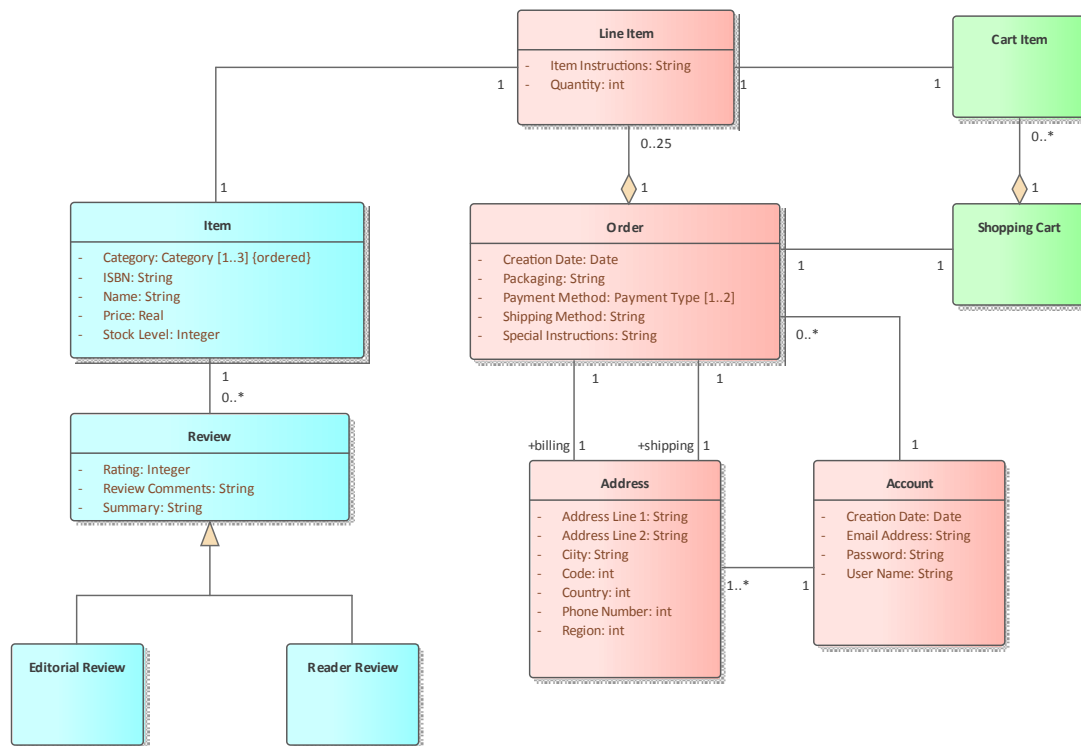 Line Item
- Item Instructions: String
- Quantity: int
Cart Item
1
1
1
1
0..25
0..*
1
1
1
Item
- Category: Category [1..3] {ordered}
- ISBN: String
- Name: String
- Price: Real
- Stock Level: Integer
Order
- Creation Date: Date
- Packaging: String
- Payment Method: Payment Type [1..2]
- Shipping Method: String
- Special Instructions: String
Shopping Cart
1
1
0..*
1
0..*
1
1
Review
- Rating: Integer
- Review Comments: String
- Summary: String
+billing 1
+shipping 1
1
Address
- Address Line 1: String
- Address Line 2: String
- Ciity: String
- Code: int
- Country: int
- Phone Number: int
- Region: int
Account
- Creation Date: Date
- Email Address: String
- Password: String
- User Name: String
1..*
1
Editorial Review
Reader Review